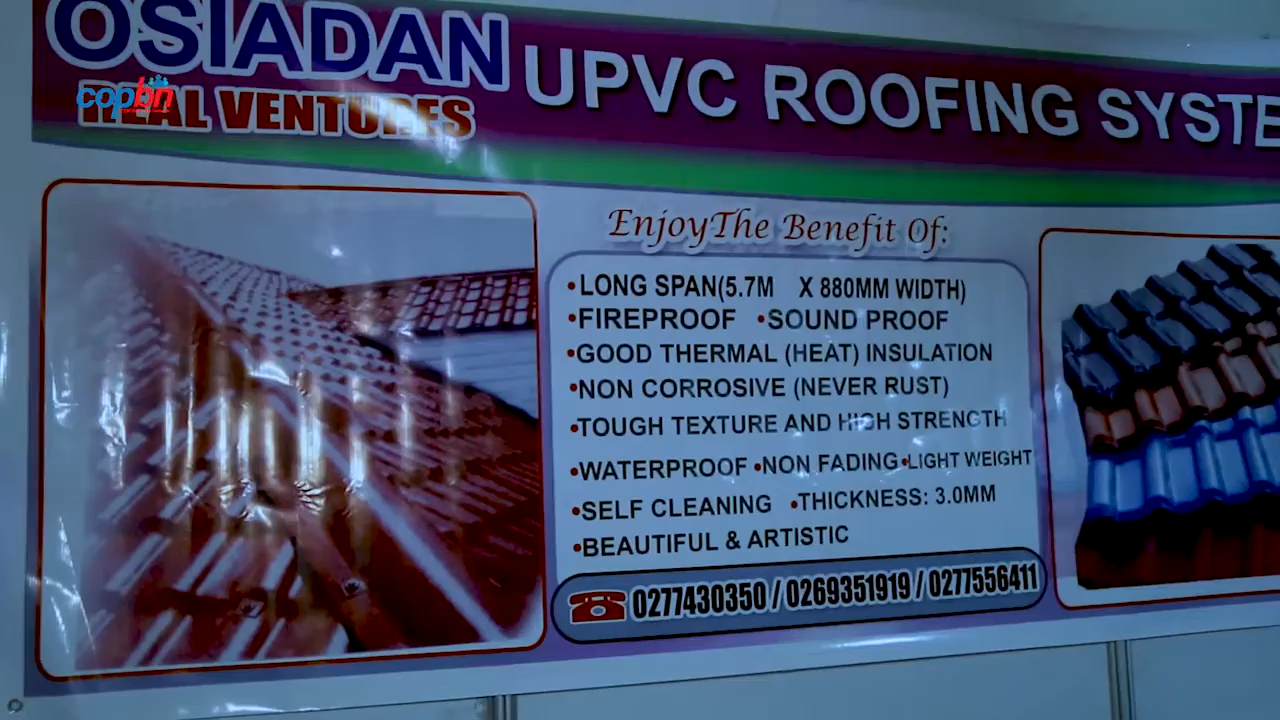 OSIADAN
REAL VENTURES
copbn
UPVC ROOFING SYSTE
Enjoy The Benefit Of:
•LONG SPAN(5.7M X 880MM WIDTH)
•FIREPROOF •SOUND PROOF
•GOOD THERMAL (HEAT) INSULATION
•NON CORROSIVE (NEVER RUST)
•TOUGH TEXTURE AND HIGH STRENGTH
•WATERPROOF •NON FADING •LIGHT WEIGHT
•SELF CLEANING •THICKNESS: 3.0MM
•BEAUTIFUL & ARTISTIC
0277430350 / 0269351919 / 0277556411